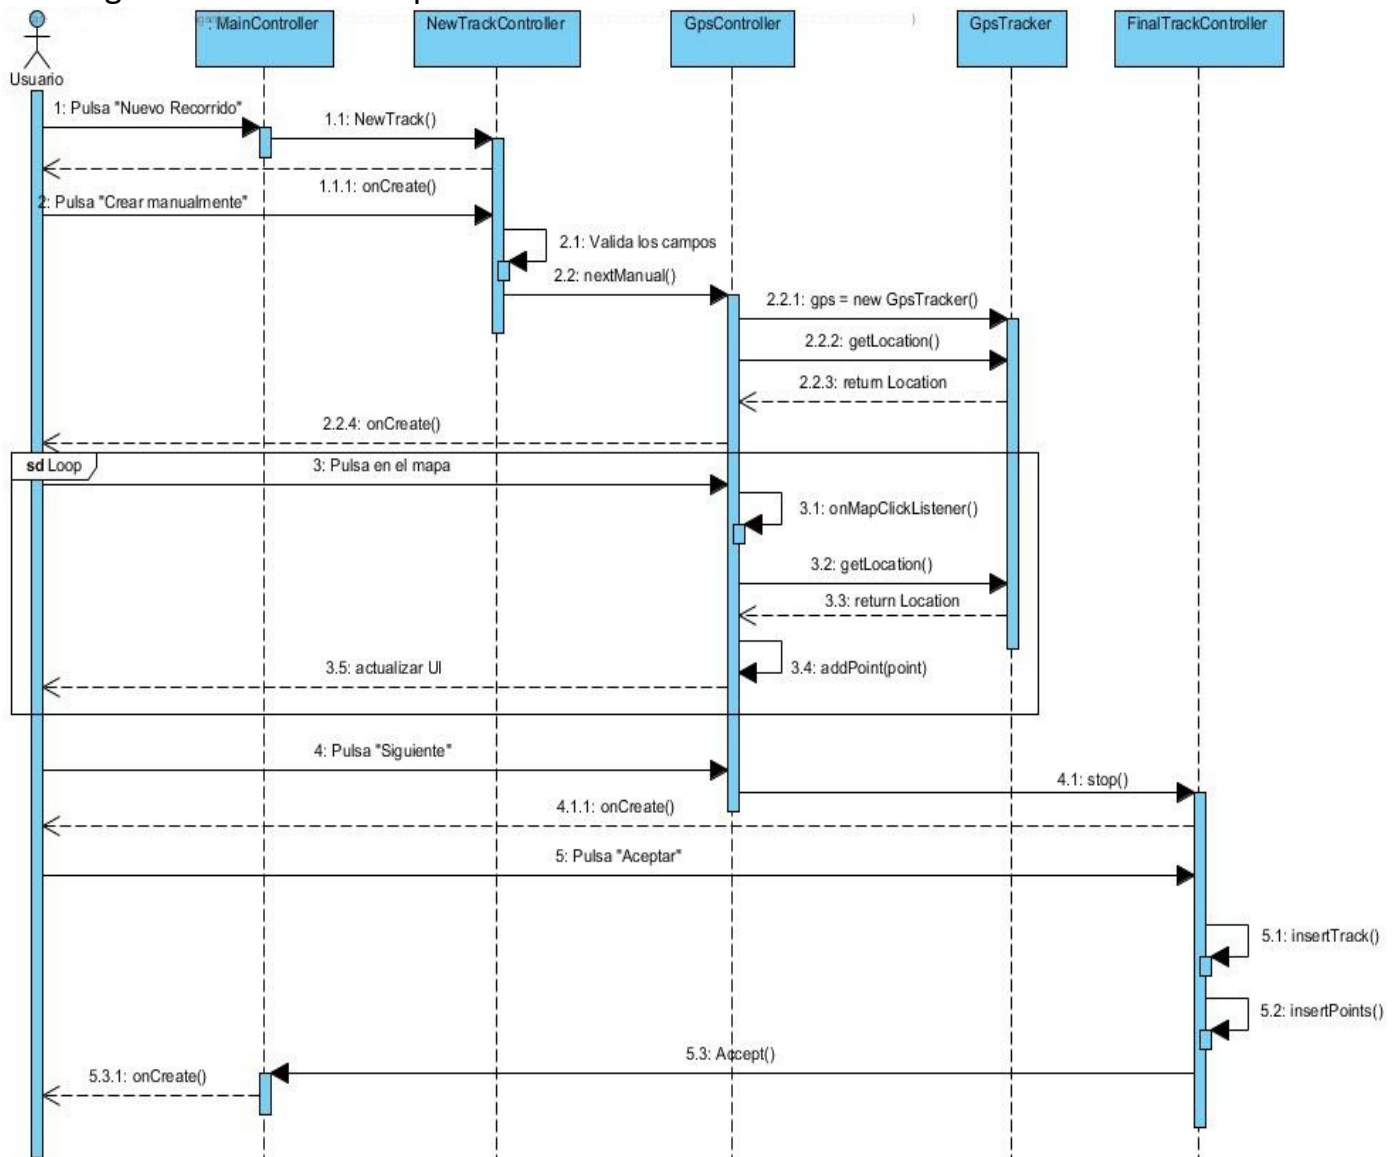 : MainController
NewTrackController
GpsController
GpsTracker
FinalTrackController
Usuario
1: Pulsa "Nuevo Recorrido"
1.1: NewTrack()
1.1.1: onCreate()
2: Pulsa "Crear manualmente"
2.1: Valida los campos
2.2: nextManual()
2.2.1: gps = new GpsTracker()
2.2.2: getLocation()
2.2.3: return Location
2.2.4: onCreate()
sd Loop
3: Pulsa en el mapa
3.1: onMapClickListener()
3.2: getLocation()
3.3: return Location
3.4: addPoint(point)
3.5: actualizar UI
4: Pulsa "Siguiente"
4.1: stop()
4.1.1: onCreate()
5: Pulsa "Aceptar"
5.1: insertTrack()
5.2: insertPoints()
5.3: Accept()
5.3.1: onCreate()